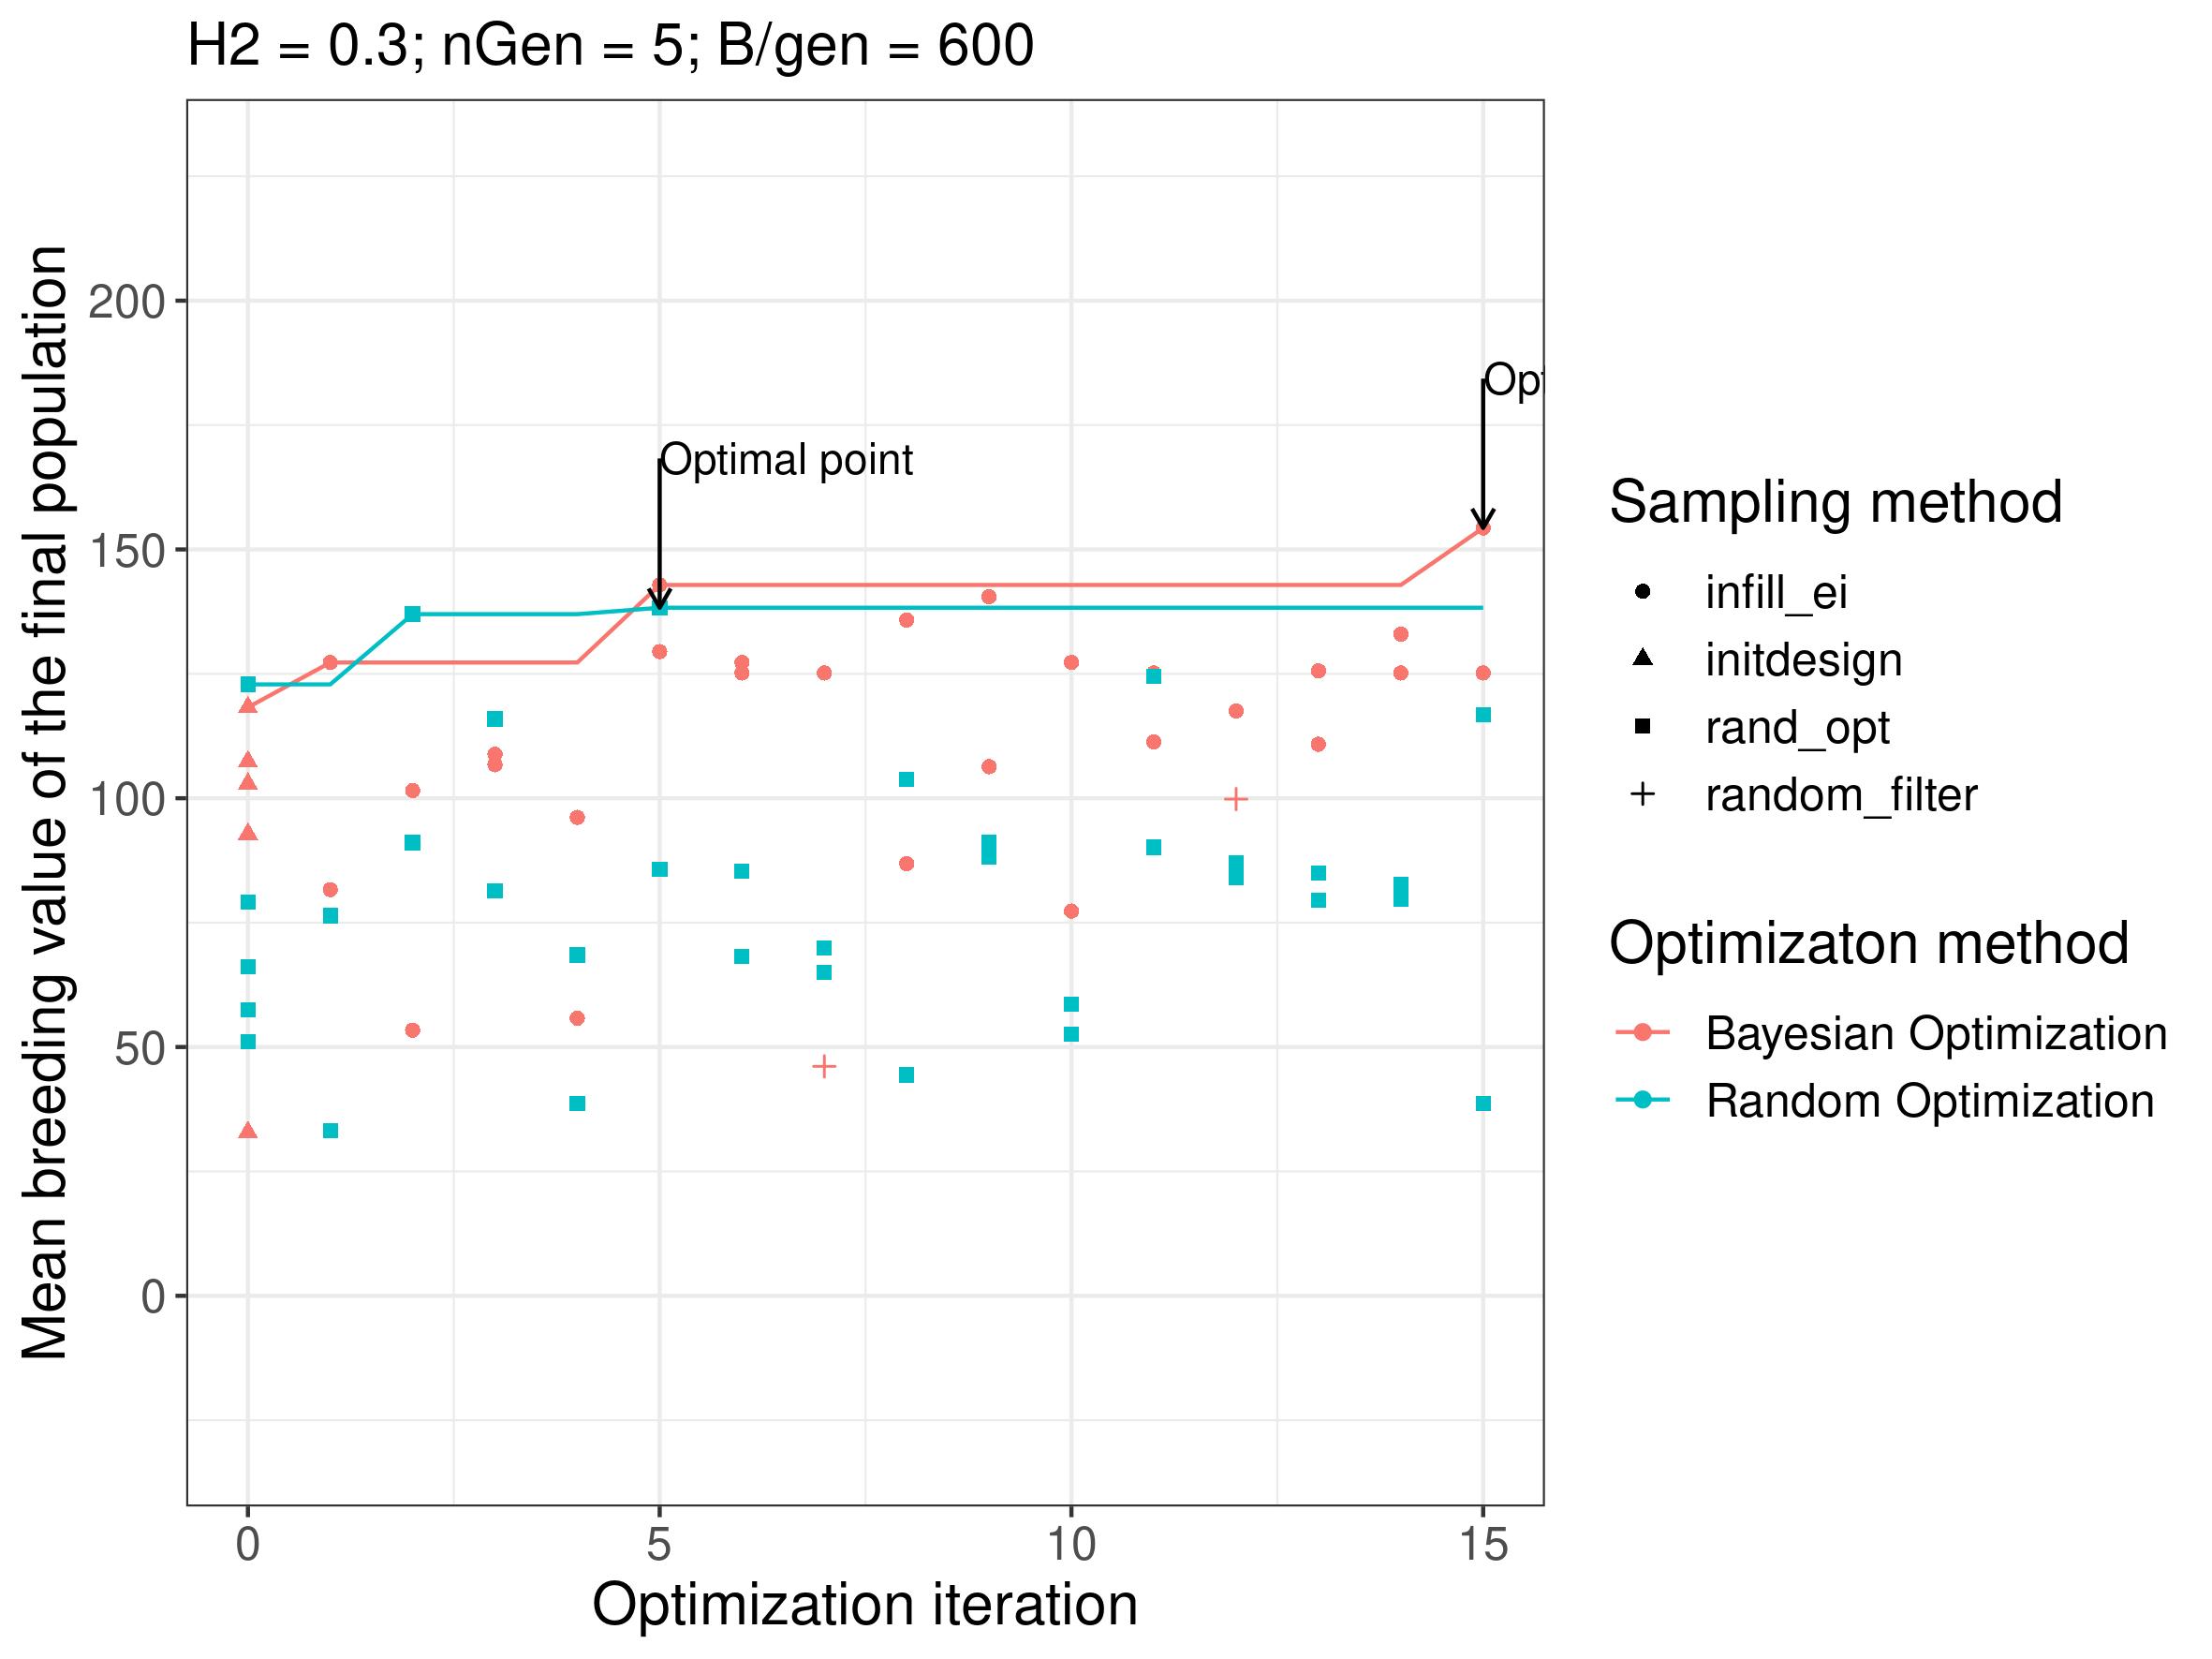 H2 = 0.3; nGen = 5; B/gen = 600
Mean breeding value of the final population
200
150
100
50
0
Optimal point
Opt
0
5
10
15
Optimization iteration
Sampling method
infill_ei
initdesign
rand_opt
random_filter
Optimizaton method
Bayesian Optimization
Random Optimization